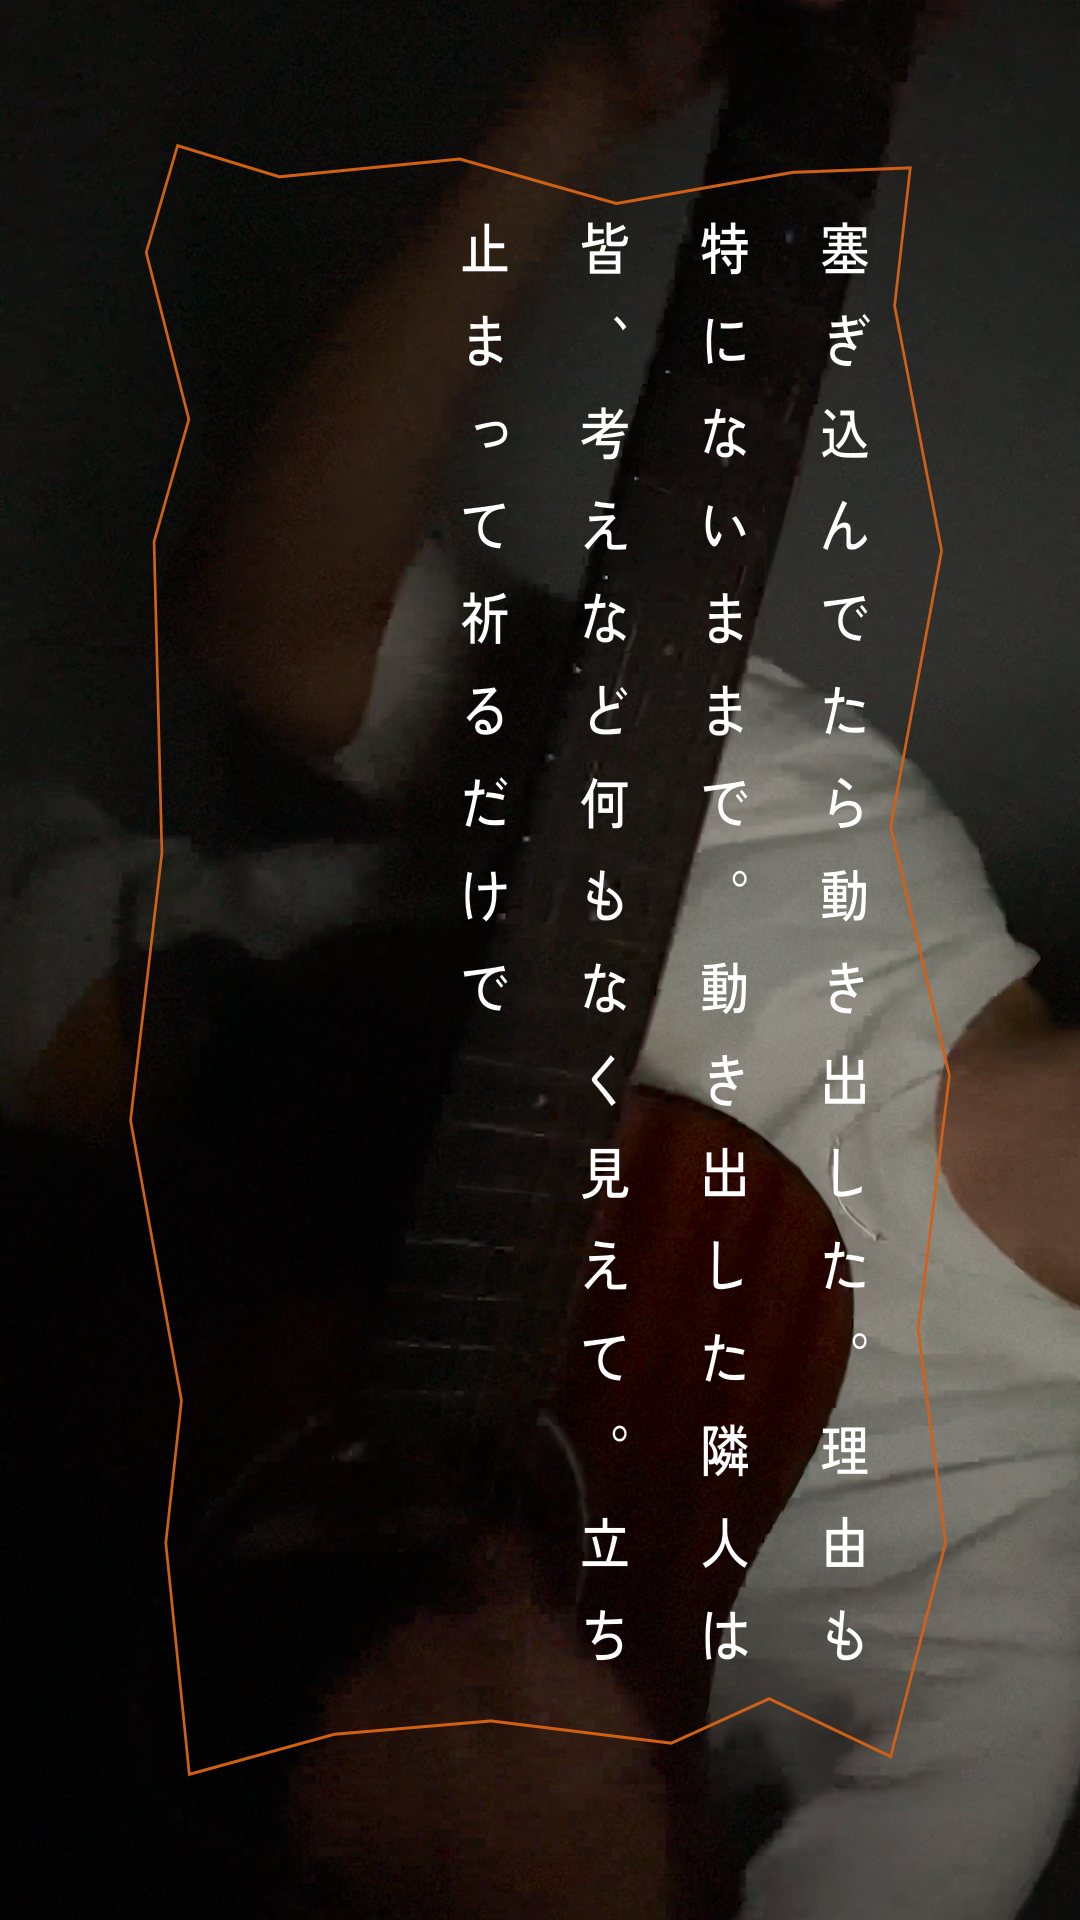 塞ぎ込んでたら動き出した。理由も
特にないままで。動き出した隣人は
皆、考えなど何もなく見えて。立ち
止まって祈るだけで